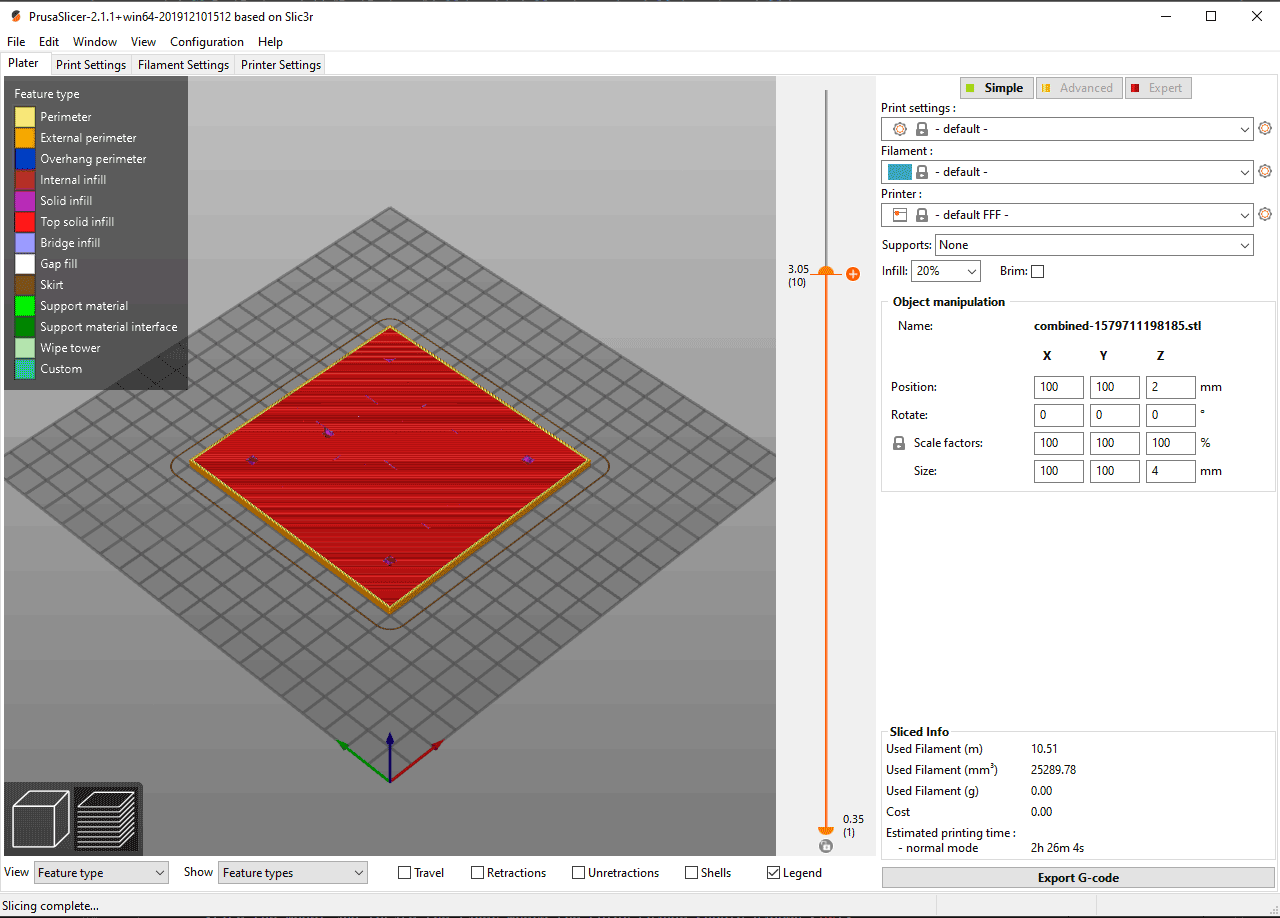 PrusaSlicer-2.1.1+win64-201912101512 based on Slic3r
File Edit Window View Configuration Help
Plater Print Settings Filament Settings Printer Settings
Feature type
Perimeter
External perimeter
Overhang perimeter
Internal infill
Solid infill
Top solid infill
Bridge infill
Gap fill
Skirt
Support material
Support material interface
Wipe tower
Custom
3.05
(10)
0.35
(1)
Simple Advanced Expert
Print settings :
- default -
Filament :
- default -
Printer :
- default FFF -
Supports: None
Infill: 20% Brim:
Object manipulation
Name: combined-1579711198185.stl
X Y Z
Position: 100 100 2 mm
Rotate: 0 0 0 °
Scale factors: 100 100 100 %
Size: 100 100 4 mm
Sliced Info
Used Filament (m) 10.51
Used Filament (mm³) 25289.78
Used Filament (g) 0.00
Cost 0.00
Estimated printing time :
- normal mode 2h 26m 4s
View Feature type Show Feature types Travel Retractions Unretractions Shells Legend
Export G-code
Slicing complete...